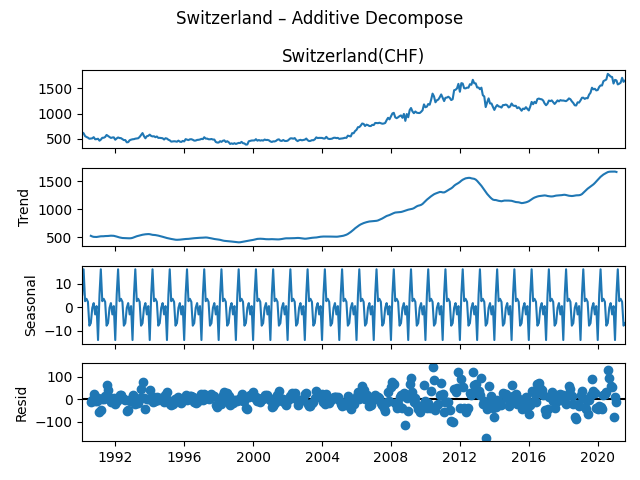 Switzerland – Additive Decompose
Switzerland(CHF)
1500
1000
500
Trend
1500
1000
500
Seasonal
10
0
−10
Resid
100
0
−100
1992 1996 2000 2004 2008 2012 2016 2020